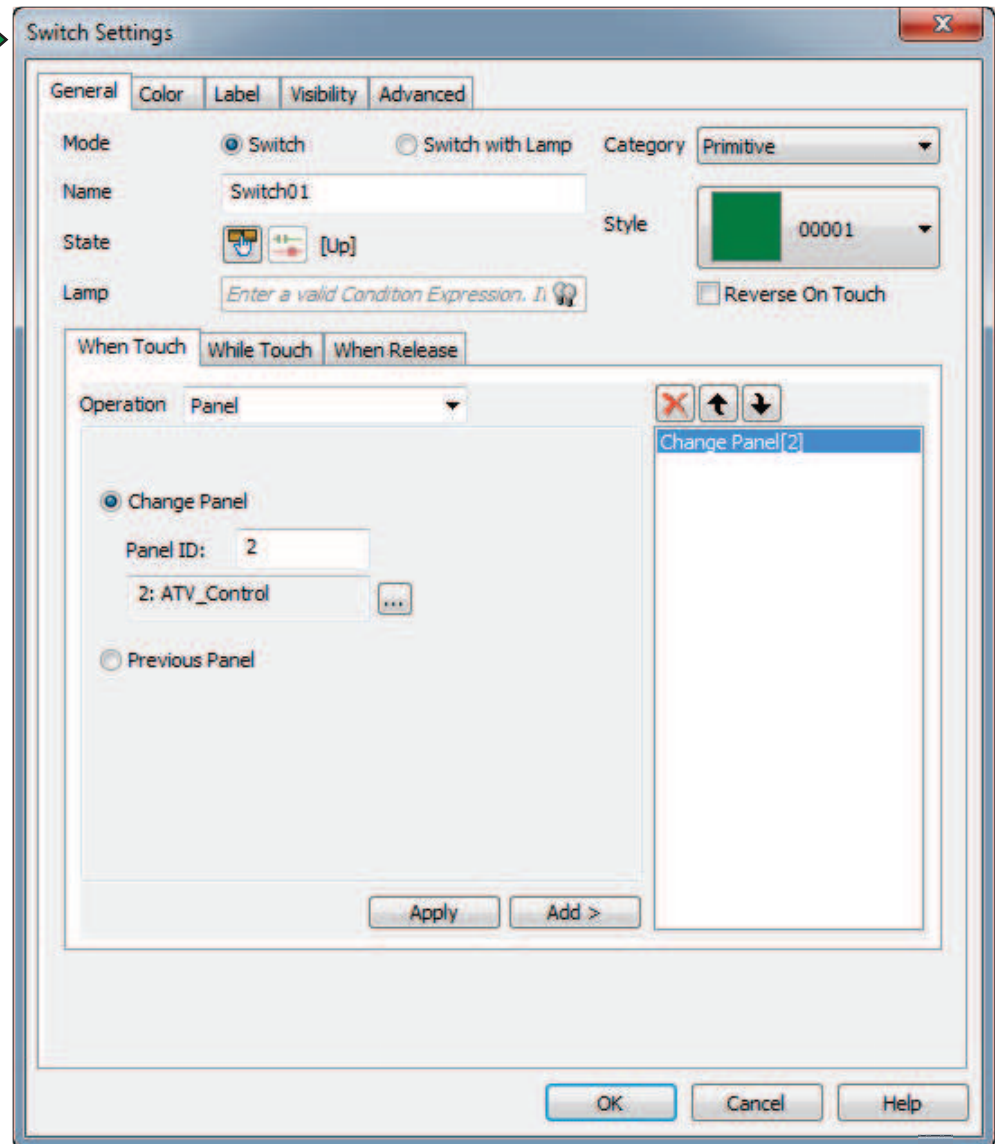 Switch Settings
General Color Label Visibility Advanced
Mode Switch Switch with Lamp Category Primitive
Name Switch01
Style 00001
State [Up]
Lamp Enter a valid Condition Expression.
Reverse On Touch
When Touch While Touch When Release
Operation Panel
Change Panel[2]
Change Panel
Panel ID: 2
2: ATV_Control ...
Previous Panel
Apply Add >
OK Cancel Help